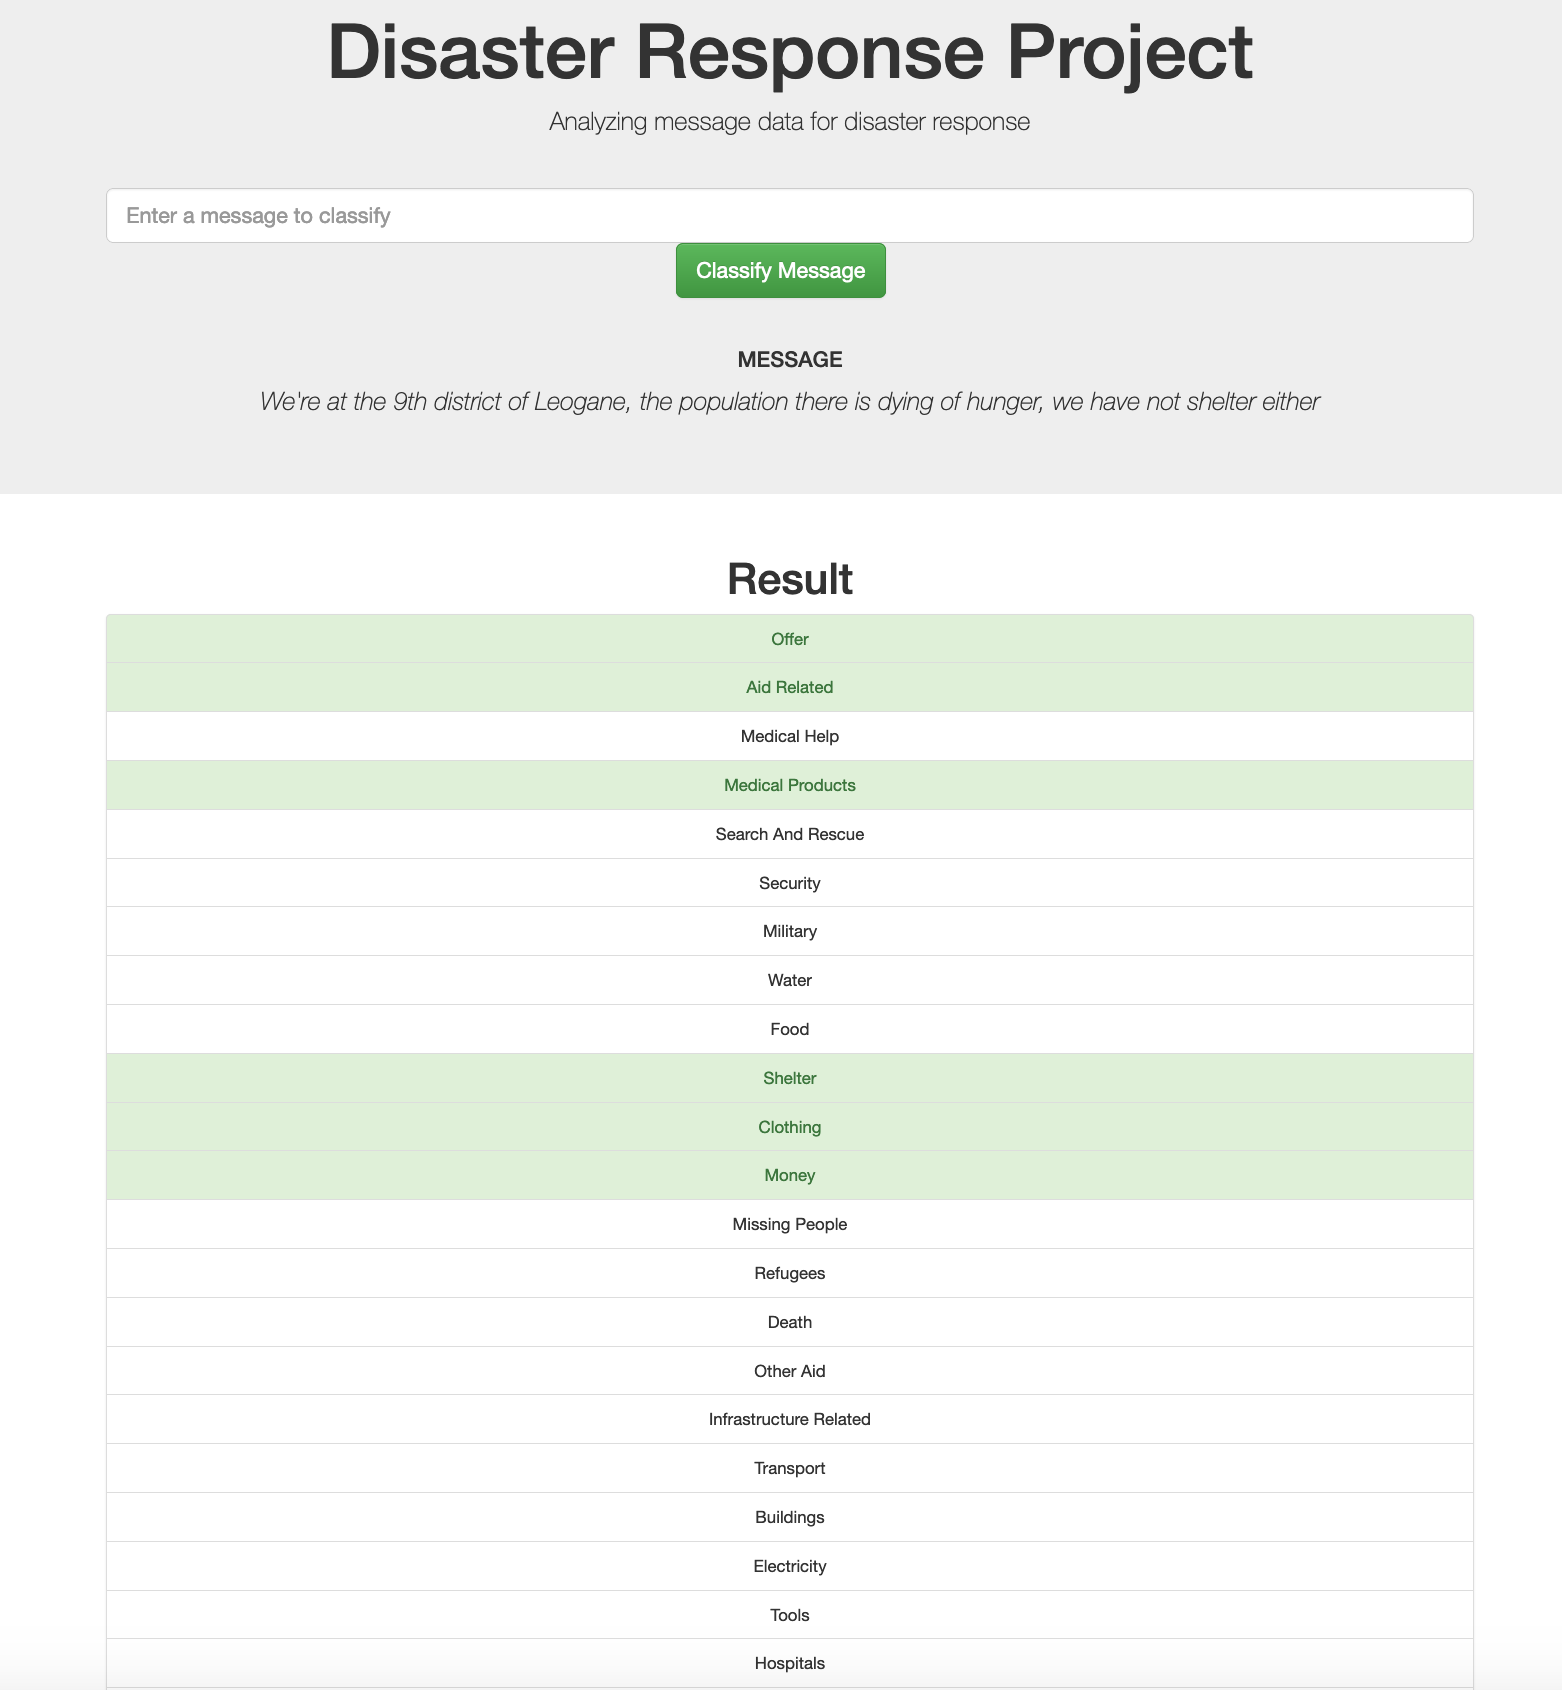 Disaster Response Project
Analyzing message data for disaster response
Enter a message to classify
Classify Message
MESSAGE
We're at the 9th district of Leogane, the population there is dying of hunger, we have not shelter either
Result
Offer
Aid Related
Medical Help
Medical Products
Search And Rescue
Security
Military
Water
Food
Shelter
Clothing
Money
Missing People
Refugees
Death
Other Aid
Infrastructure Related
Transport
Buildings
Electricity
Tools
Hospitals